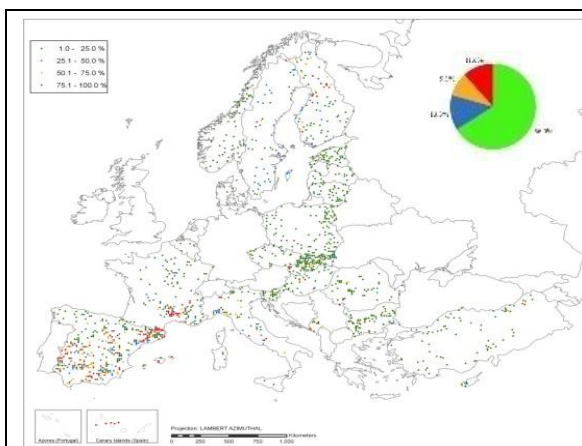 1.0 - 25.0 %
25.1 - 50.0 %
50.1 - 75.0 %
75.1 - 100.0 %
Azores (Portugal)
Canary Islands (Spain)
Projection: LAMBERT AZIMUTHAL
Kilometers
0 250 500 1.000